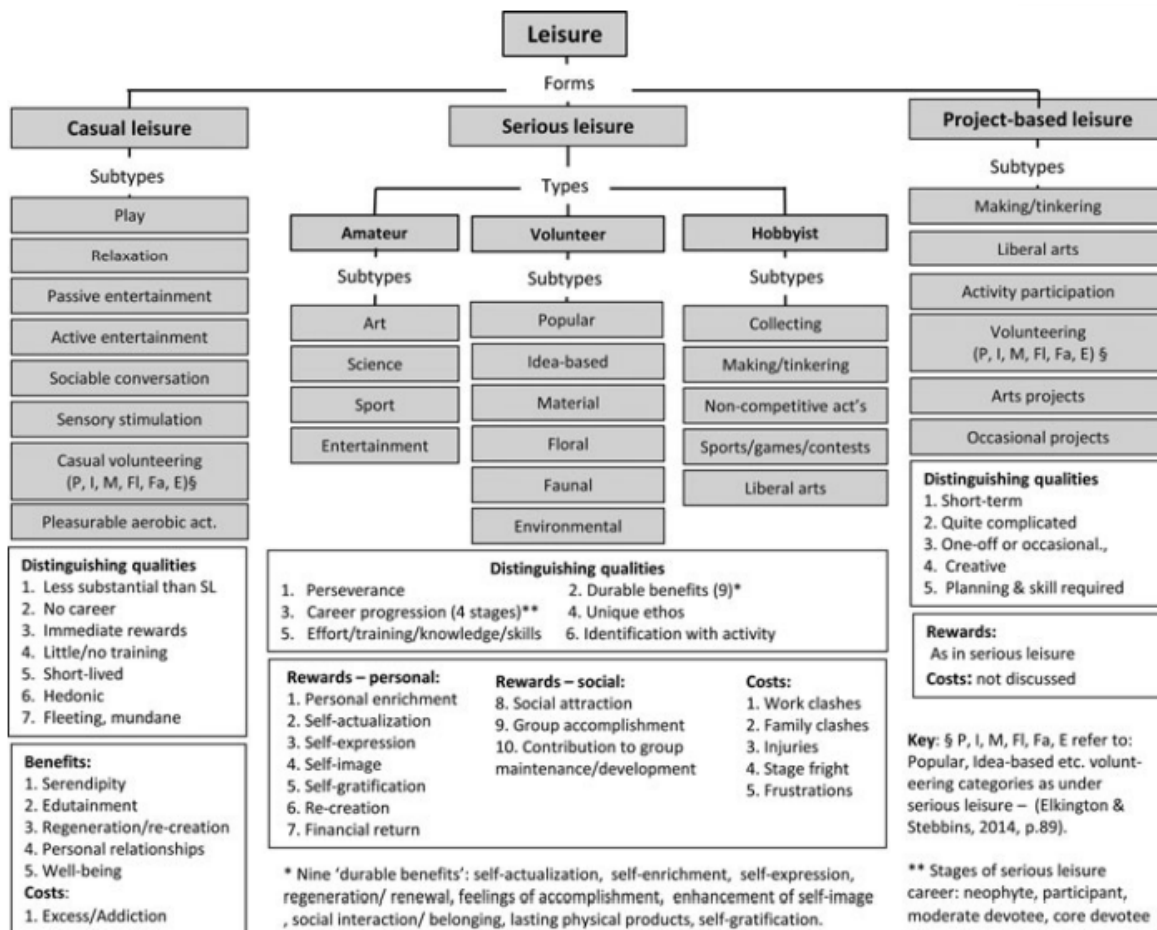 Leisure
Forms
Casual leisure
Subtypes
Play
Relaxation
Passive entertainment
Active entertainment
Sociable conversation
Sensory stimulation
Casual volunteering
(P, I, M, Fl, Fa, E)§
Pleasurable aerobic act.
Distinguishing qualities
1. Less substantial than SL
2. No career
3. Immediate rewards
4. Little/no training
5. Short-lived
6. Hedonic
7. Fleeting, mundane
Benefits:
1. Serendipity
2. Edutainment
3. Regeneration/re-creation
4. Personal relationships
5. Well-being
Costs:
1. Excess/Addiction
Serious leisure
Types
Amateur
Subtypes
Art
Science
Sport
Entertainment
Volunteer
Subtypes
Popular
Idea-based
Material
Floral
Faunal
Environmental
Hobbyist
Subtypes
Collecting
Making/tinkering
Non-competitive act's
Sports/games/contests
Liberal arts
Distinguishing qualities
1. Perseverance 2. Durable benefits (9)*
3. Career progression (4 stages)** 4. Unique ethos
5. Effort/training/knowledge/skills 6. Identification with activity
Rewards – personal:
1. Personal enrichment
2. Self-actualization
3. Self-expression
4. Self-image
5. Self-gratification
6. Re-creation
7. Financial return
Rewards – social:
8. Social attraction
9. Group accomplishment
10. Contribution to group
maintenance/development
Costs:
1. Work clashes
2. Family clashes
3. Injuries
4. Stage fright
5. Frustrations
* Nine 'durable benefits': self-actualization, self-enrichment, self-expression,
regeneration/ renewal, feelings of accomplishment, enhancement of self-image
, social interaction/ belonging, lasting physical products, self-gratification.
Project-based leisure
Subtypes
Making/tinkering
Liberal arts
Activity participation
Volunteering
(P, I, M, Fl, Fa, E) §
Arts projects
Occasional projects
Distinguishing qualities
1. Short-term
2. Quite complicated
3. One-off or occasional.,
4. Creative
5. Planning & skill required
Rewards:
As in serious leisure
Costs: not discussed
Key: § P, I, M, Fl, Fa, E refer to:
Popular, Idea-based etc. volunt-
eering categories as under
serious leisure – (Elkington &
Stebbins, 2014, p.89).
** Stages of serious leisure
career: neophyte, participant,
moderate devotee, core devotee